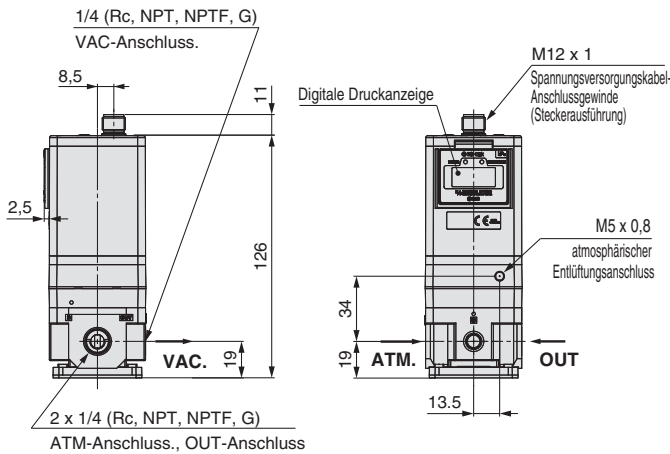 1/4 (Rc, NPT, NPTF, G)
VAC-Anschluss.
8,5
11
2,5
126
19
VAC.
2 x 1/4 (Rc, NPT, NPTF, G)
ATM-Anschluss., OUT-Anschluss
M12 x 1
Spannungsversorgungskabel-
Anschlussgewinde
(Steckerausführung)
Digitale Druckanzeige
CE
M5 x 0,8
atmosphärischer
Entlüftungsanschluss
34
19
ATM.
OUT
13.5